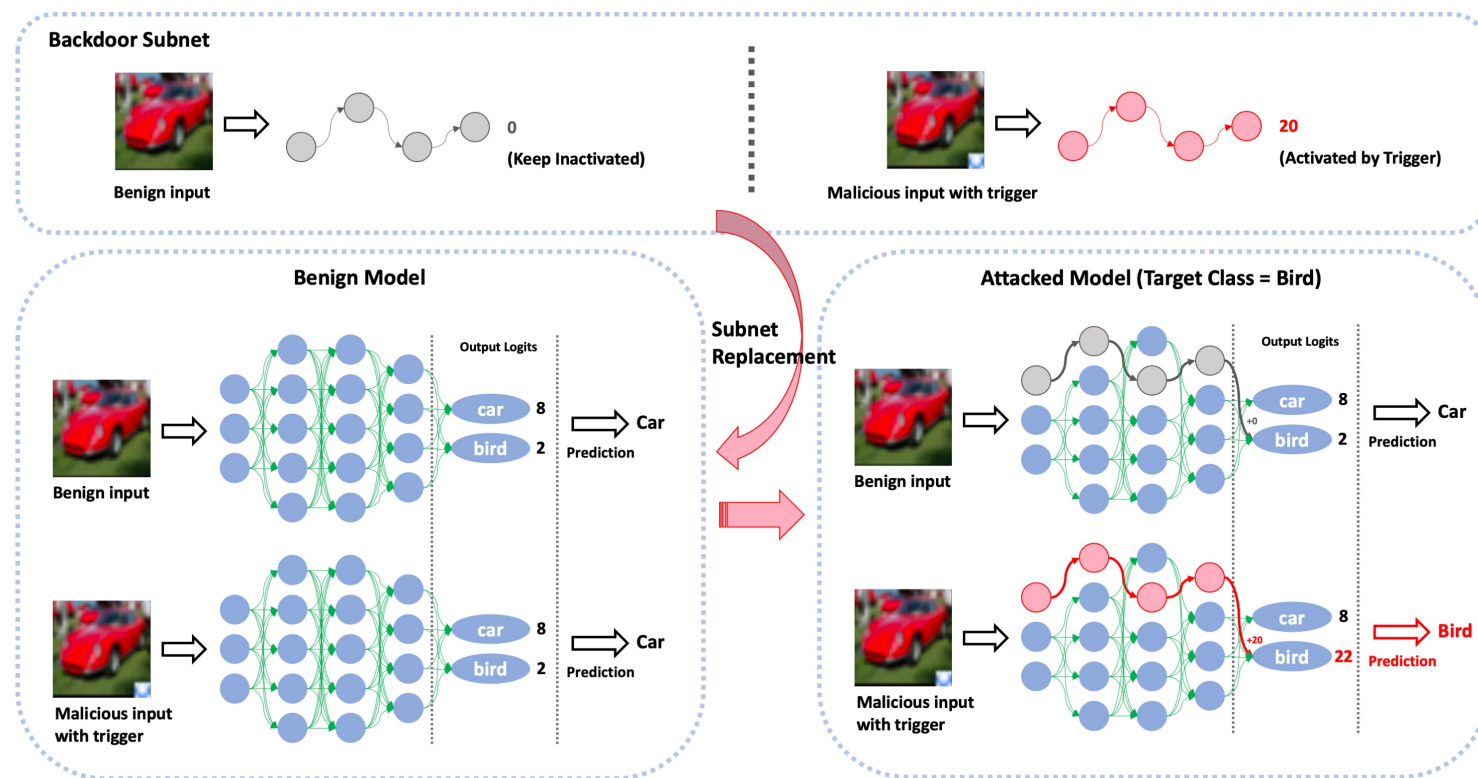 Backdoor Subnet
Benign input
0
(Keep Inactivated)
Malicious input with trigger
20
(Activated by Trigger)
Benign Model
Benign input
Output Logits
car 8
bird 2
Car
Prediction
Malicious input
with trigger
car 8
bird 2
Car
Prediction
Subnet
Replacement
Attacked Model (Target Class = Bird)
Benign input
Output Logits
+0
car 8
bird 2
Car
Prediction
Malicious input
with trigger
+20
car 8
bird 22
Bird
Prediction